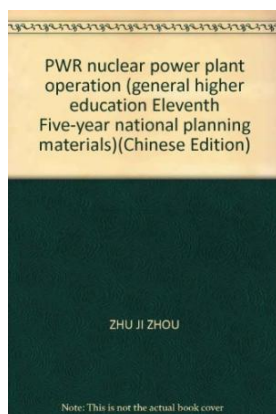 PWR nuclear power plant
operation (general higher
education Eleventh
Five-year national planning
materials)(Chinese Edition)
ZHU JI ZHOU
Note: This is not the actual book cover